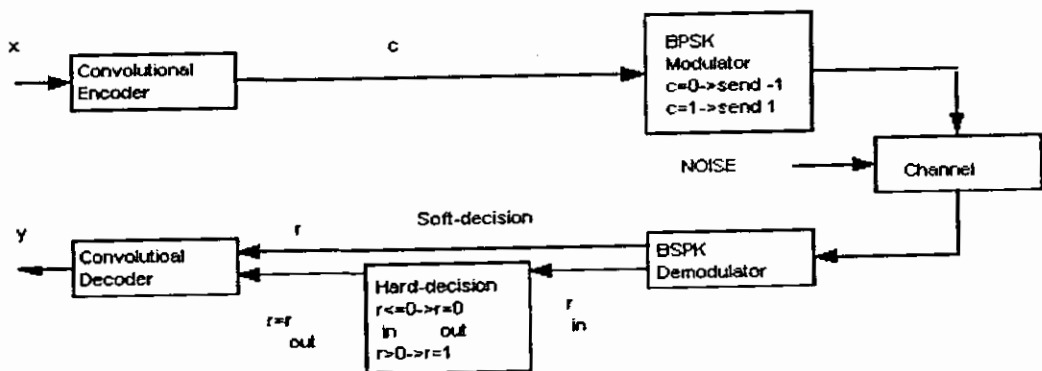 x
Convolutional
Encoder
c
BPSK
Modulator
c=0->send -1
c=1->send 1
NOISE
Channel
Soft-decision
y
r
Convolutioal
Decoder
BSPK
Demodulator
Hard-decision
r<=0->r=0
in out
r>0->r=1
r=r
out
r
in